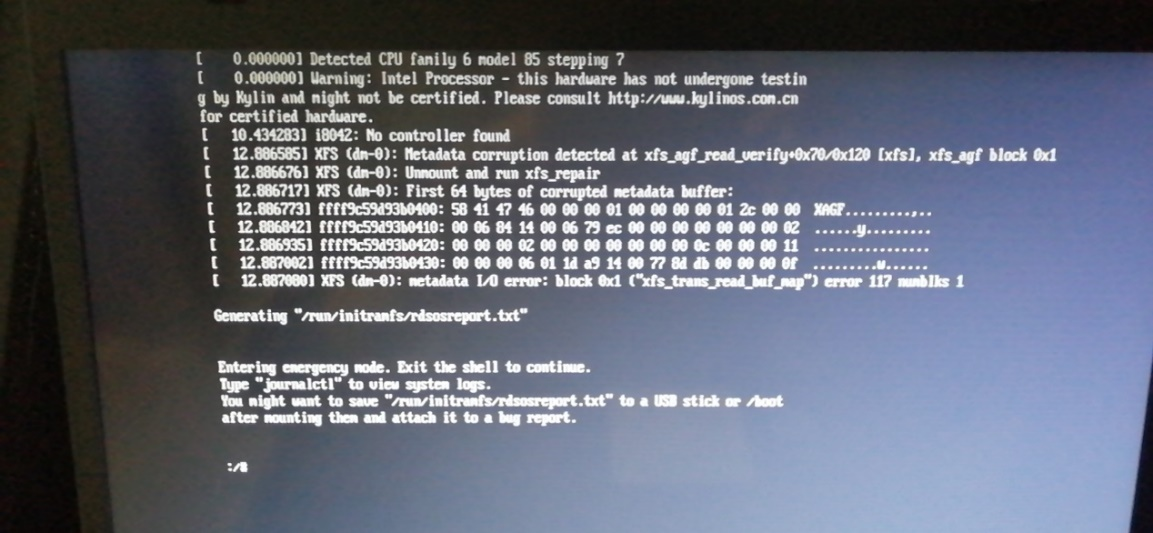 [    0.000000] Detected CPU family 6 model 85 stepping 7
[    0.000000] Warning: Intel Processor - this hardware has not undergone testin
g by Kylin and might not be certified. Please consult http://www.kylinos.com.cn
for certified hardware.
[   10.434283] i8042: No controller found
[   12.886585] XFS (dm-0): Metadata corruption detected at xfs_agf_read_verify+0x70/0x120 [xfs], xfs_agf block 0x1
[   12.886676] XFS (dm-0): Unmount and run xfs_repair
[   12.886717] XFS (dm-0): First 64 bytes of corrupted metadata buffer:
[   12.886773] ffff9c59d93b0400: 58 41 47 46 00 00 00 01 00 00 00 00 01 2c 00 00  XAGF.........,..
[   12.886842] ffff9c59d93b0410: 00 06 84 14 00 06 79 ec 00 00 00 00 00 00 00 02  ......y.........
[   12.886935] ffff9c59d93b0420: 00 00 00 02 00 00 00 00 00 00 00 0c 00 00 00 11  ................
[   12.887002] ffff9c59d93b0430: 00 00 00 06 01 1d a9 14 00 77 8d db 00 00 00 0f  .........w......
[   12.887080] XFS (dm-0): metadata I/O error: block 0x1 ("xfs_trans_read_buf_map") error 117 numblks 1
Generating "/run/initramfs/rdsosreport.txt"
Entering emergency mode. Exit the shell to continue.
Type "journalctl" to view system logs.
You might want to save "/run/initramfs/rdsosreport.txt" to a USB stick or /boot
after mounting them and attach it to a bug report.
:/#